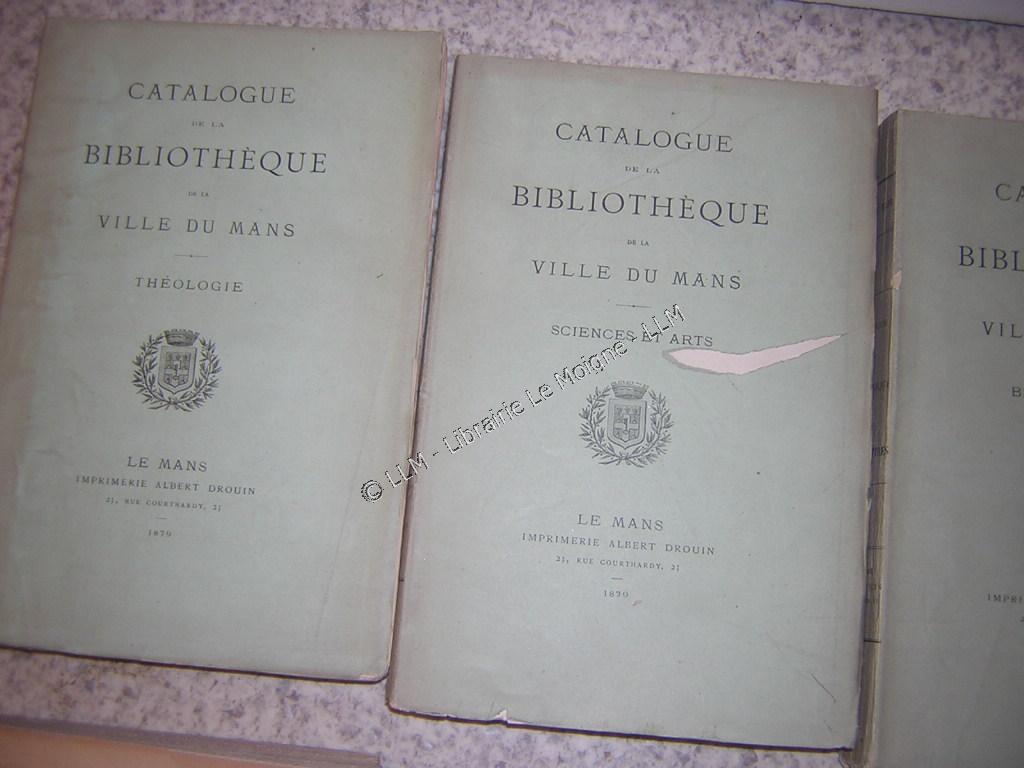 CATALOGUE
DE LA
BIBLIOTHÈQUE
DE LA
VILLE DU MANS
THÉOLOGIE
LE MANS
IMPRIMERIE ALBERT DROUIN
23, RUE COURTHARDY, 23
1879
CATALOGUE
DE LA
BIBLIOTHÈQUE
DE LA
VILLE DU MANS
SCIENCES ET ARTS
LE MANS
IMPRIMERIE ALBERT DROUIN
23, RUE COURTHARDY, 23
1879
CA
BIBL
VIL
B
IMPRI
© LLM - Librairie Le Moigne - LLM